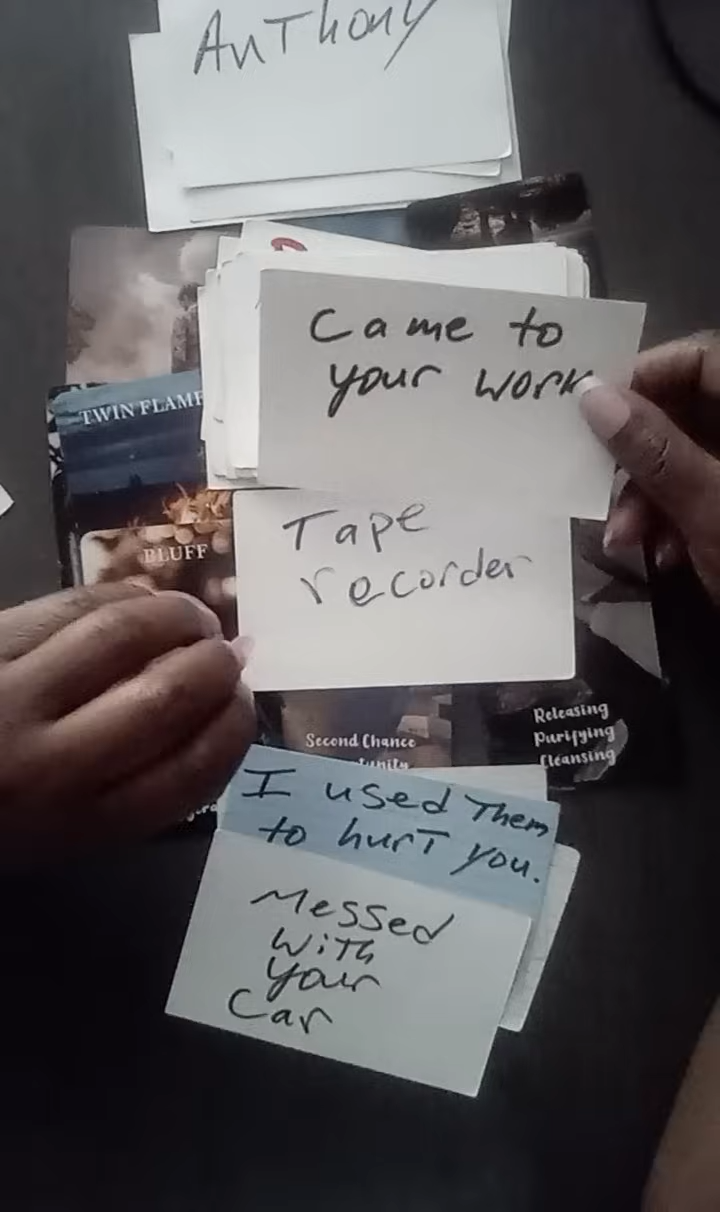 AnThony
Came to
your work
TWIN FLAME
Tape
recorder
BLUFF
Second Chance
Releasing
Purifying
Cleansing
I used Them
to hurT you.
Messed
WiTh
your
Car